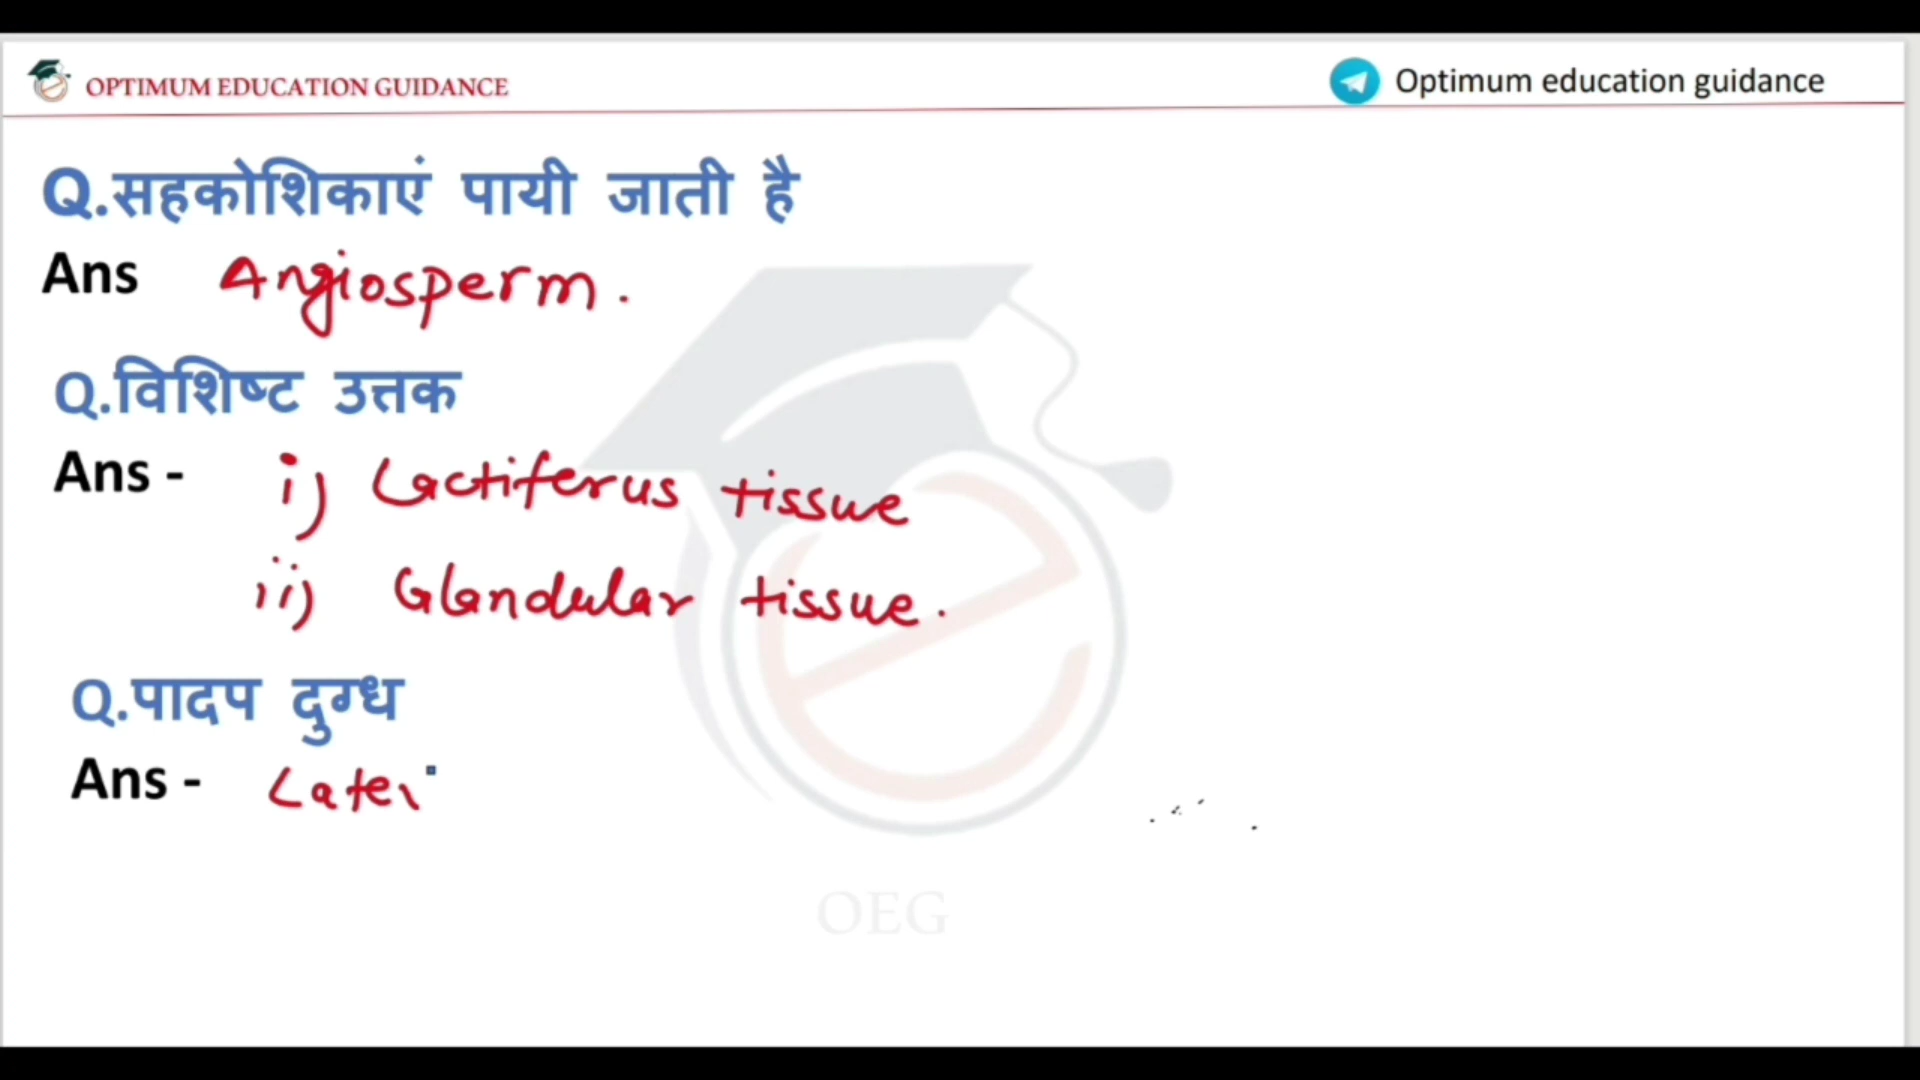 OPTIMUM EDUCATION GUIDANCE
Optimum education guidance
Q.सहकोशिकाएं पायी जाती है
Ans Angiosperm.
Q.विशिष्ट उत्तक
Ans - i) Lactiferus tissue
ii) Glandular tissue.
Q.पादप दुग्ध
Ans -
OEG